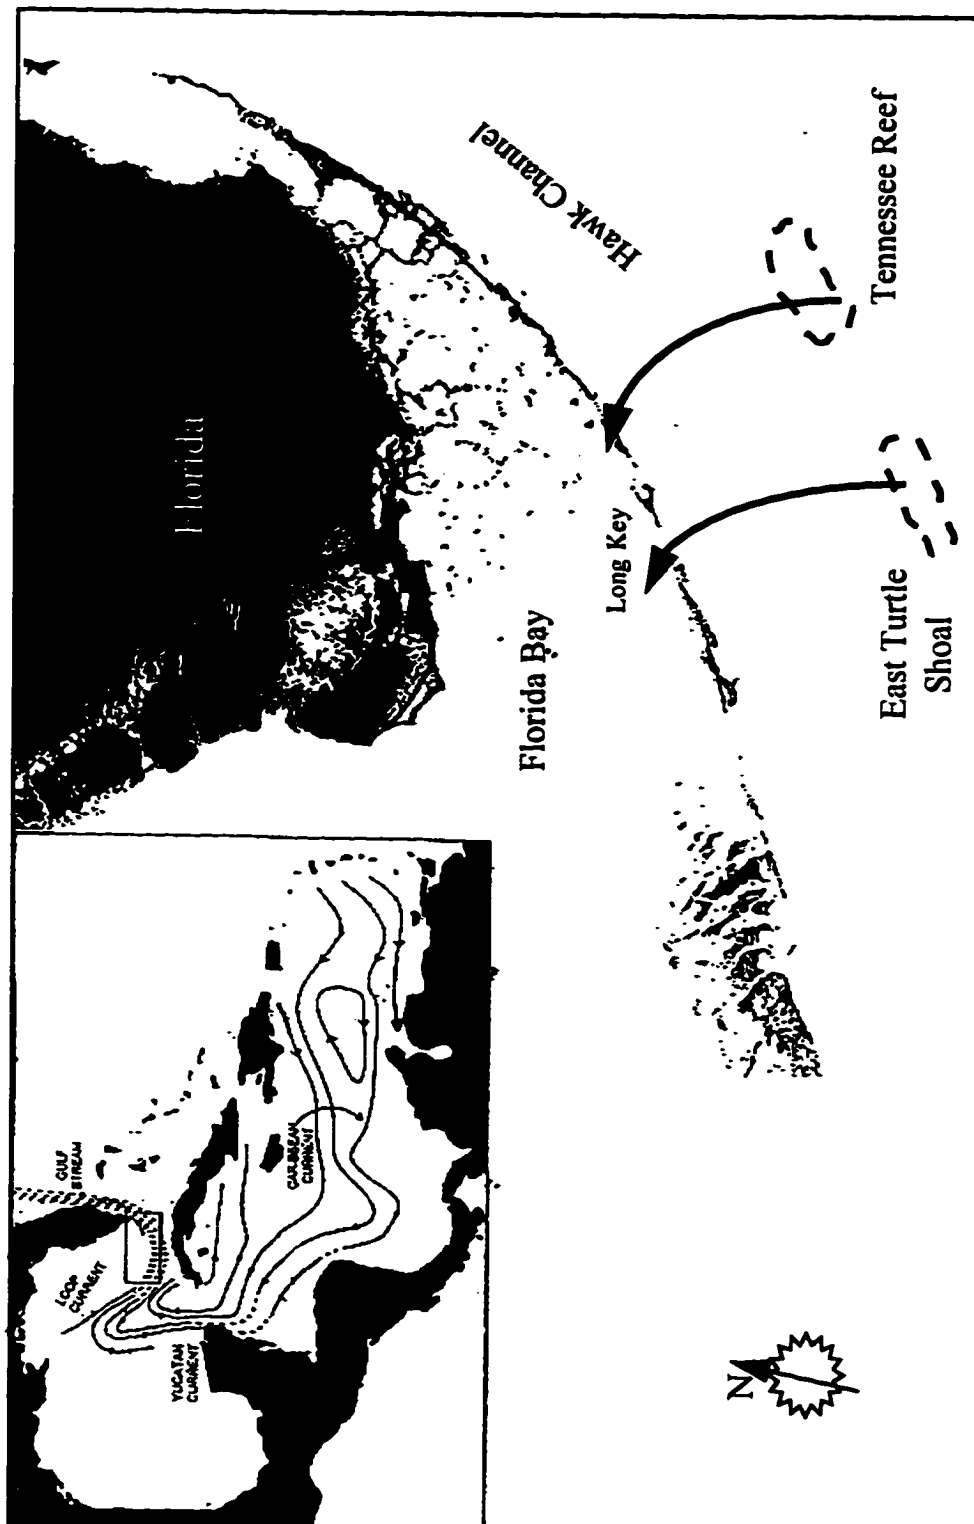 GULF
STREAM
LOOP
CURRENT
YUCATAN
CURRENT
CARIBBEAN
CURRENT
Florida
Hawk Channel
Florida Bay
Long Key
Tennessee Reef
East Turtle
Shoal
N